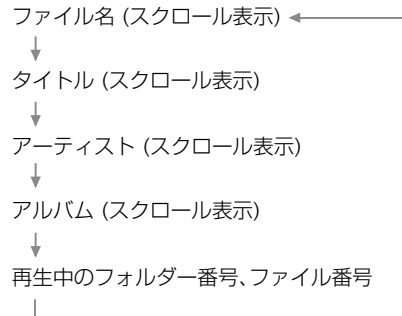 ファイル名 (スクロール表示)
タイトル (スクロール表示)
アーティスト (スクロール表示)
アルバム (スクロール表示)
再生中のフォルダー番号、ファイル番号